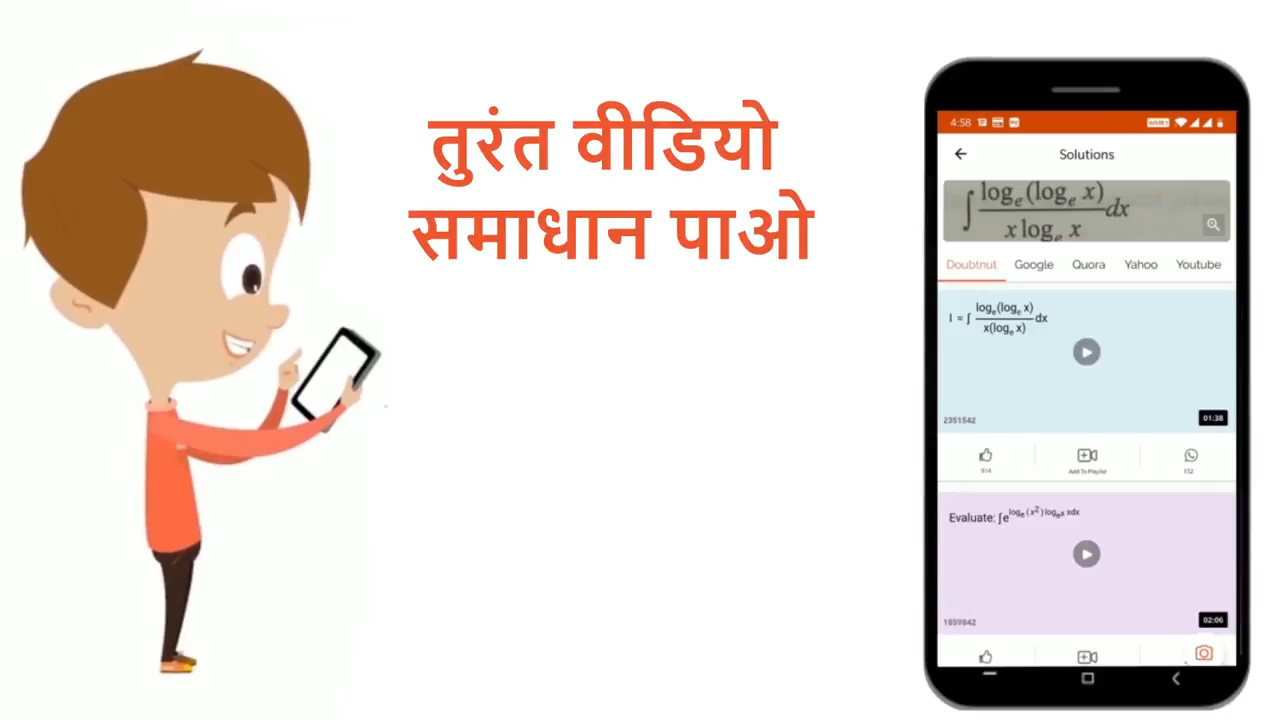 तुरंत वीडियो
समाधान पाओ
4:58
Solutions
∫ logₑ(logₑ x) / x logₑ x dx
Doubtnut Google Quora Yahoo Youtube
I = ∫ logₑ(logₑ x) / x(logₑ x) dx
2351542 01:38
914 Add To Playlist 152
Evaluate: ∫e^logₑ(x²)logₑx xdx
1859842 02:06